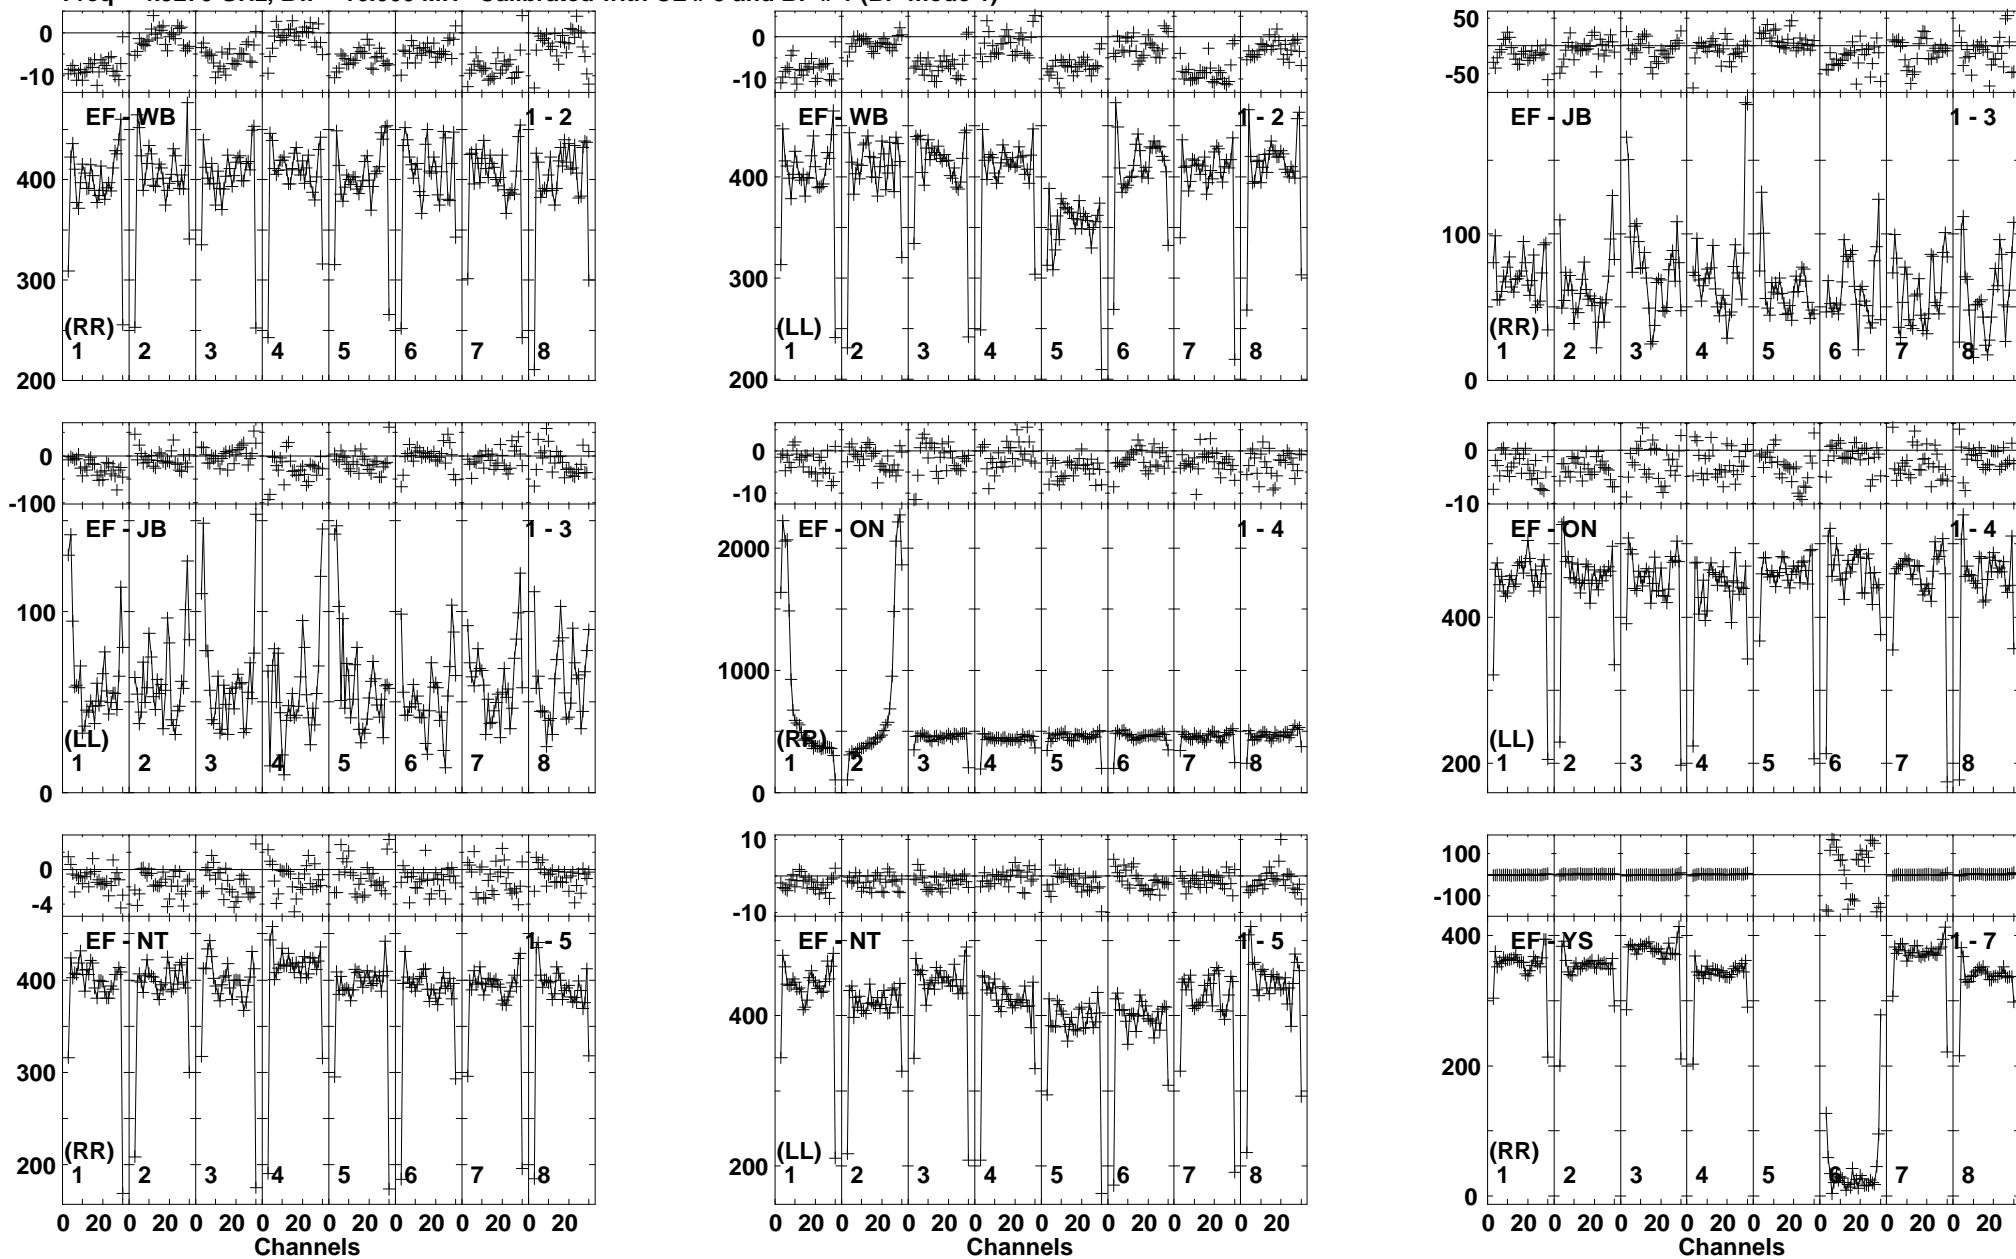 0 0 50
-10 -10 -50
EF - WB 1 - 2 EF - WB 1 - 2 EF - JB 1 - 3
400 400 100
300 300
(RR) (LL) (RR)
1 2 3 4 5 6 7 8 1 2 3 4 5 6 7 8 1 2 3 4 5 6 7 8
200 200 0
0 0 0
-100 -10 -10
EF - JB 1 - 3 EF - ON 1 - 4 EF - ON 1 - 4
2000
100 1000 400
(LL) (RR) (LL)
1 2 3 4 5 6 7 8 1 2 3 4 5 6 7 8 200 1 2 3 4 5 6 7 8
0 0
0 10 100
-4 -10 -100
EF - NT 1 - 5 EF - NT 1 - 5 EF - YS 1 - 7
400 400 400
300 200
(RR) (LL) (RR)
200 1 2 3 4 5 6 7 8 200 1 2 3 4 5 6 7 8 0 1 2 3 4 5 6 7 8
0 20 0 20 0 20 0 20 0 20 0 20 0 20 0 20 0 20 0 20 0 20 0 20 0 20 0 20 0 20 0 20 0 20 0 20 0 20 0 20 0 20 0 20 0 20 0 20
Channels Channels Channels